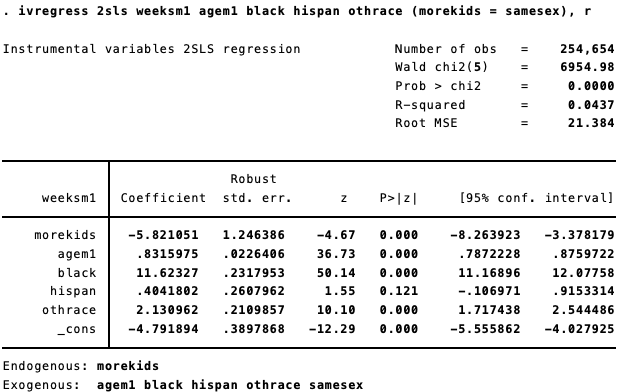 . ivregress 2sls weeksm1 agem1 black hispan othrace (morekids = samesex), r
Instrumental variables 2SLS regression Number of obs = 254,654
Wald chi2(5) = 6954.98
Prob > chi2 = 0.0000
R-squared = 0.0437
Root MSE = 21.384
Robust
weeksm1 Coefficient std. err. z P>|z| [95% conf. interval]
morekids -5.821051 1.246386 -4.67 0.000 -8.263923 -3.378179
agem1 .8315975 .0226406 36.73 0.000 .7872228 .8759722
black 11.62327 .2317953 50.14 0.000 11.16896 12.07758
hispan .4041802 .2607962 1.55 0.121 -.106971 .9153314
othrace 2.130962 .2109857 10.10 0.000 1.717438 2.544486
_cons -4.791894 .3897868 -12.29 0.000 -5.555862 -4.027925
Endogenous: morekids
Exogenous: agem1 black hispan othrace samesex